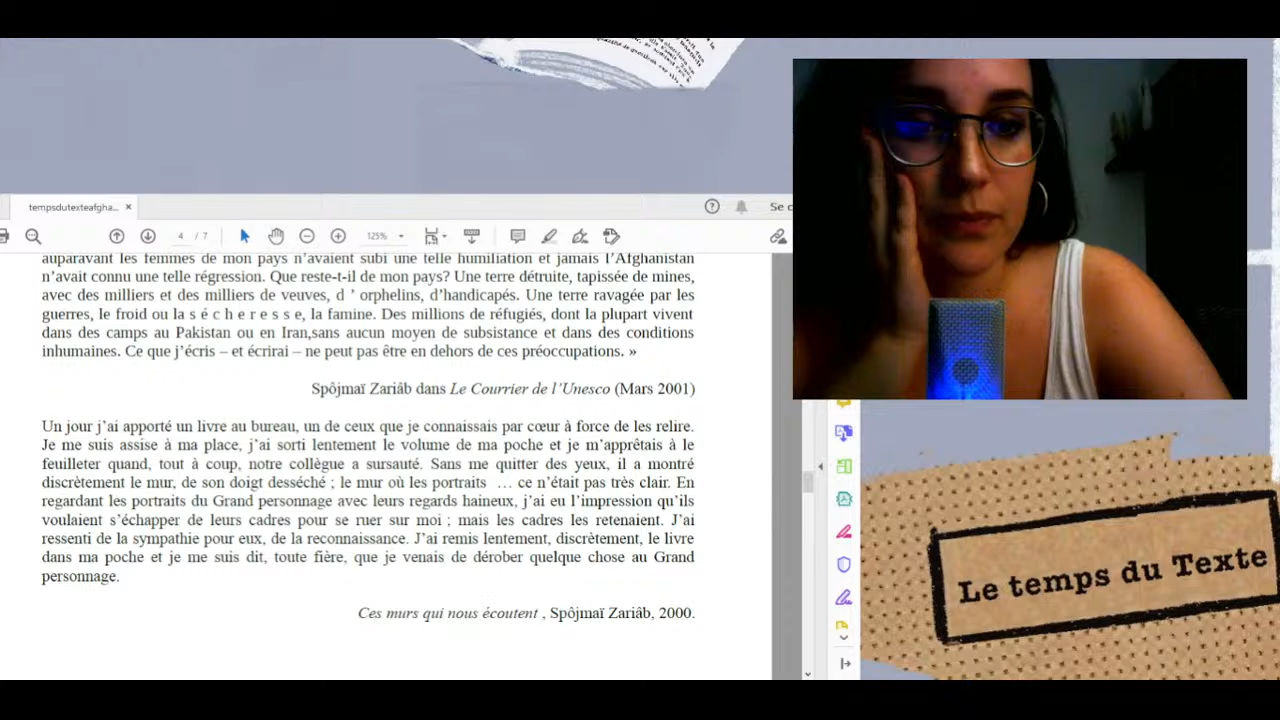 tempsdutexteafgha...
Se c
4 / 7
125%
auparavant les femmes de mon pays n'avaient subi une telle humiliation et jamais l'Afghanistan
n'avait connu une telle régression. Que reste-t-il de mon pays? Une terre détruite, tapissée de mines,
avec des milliers et des milliers de veuves, d ' orphelins, d'handicapés. Une terre ravagée par les
guerres, le froid ou la s é c h e r e s s e, la famine. Des millions de réfugiés, dont la plupart vivent
dans des camps au Pakistan ou en Iran,sans aucun moyen de subsistance et dans des conditions
inhumaines. Ce que j'écris – et écrirai – ne peut pas être en dehors de ces préoccupations. »
Spôjmaï Zariâb dans Le Courrier de l'Unesco (Mars 2001)
Un jour j'ai apporté un livre au bureau, un de ceux que je connaissais par cœur à force de les relire.
Je me suis assise à ma place, j'ai sorti lentement le volume de ma poche et je m'apprêtais à le
feuilleter quand, tout à coup, notre collègue a sursauté. Sans me quitter des yeux, il a montré
discrètement le mur, de son doigt desséché ; le mur où les portraits … ce n'était pas très clair. En
regardant les portraits du Grand personnage avec leurs regards haineux, j'ai eu l'impression qu'ils
voulaient s'échapper de leurs cadres pour se ruer sur moi ; mais les cadres les retenaient. J'ai
ressenti de la sympathie pour eux, de la reconnaissance. J'ai remis lentement, discrètement, le livre
dans ma poche et je me suis dit, toute fière, que je venais de dérober quelque chose au Grand
personnage.
Ces murs qui nous écoutent , Spôjmaï Zariâb, 2000.
Le temps du Texte